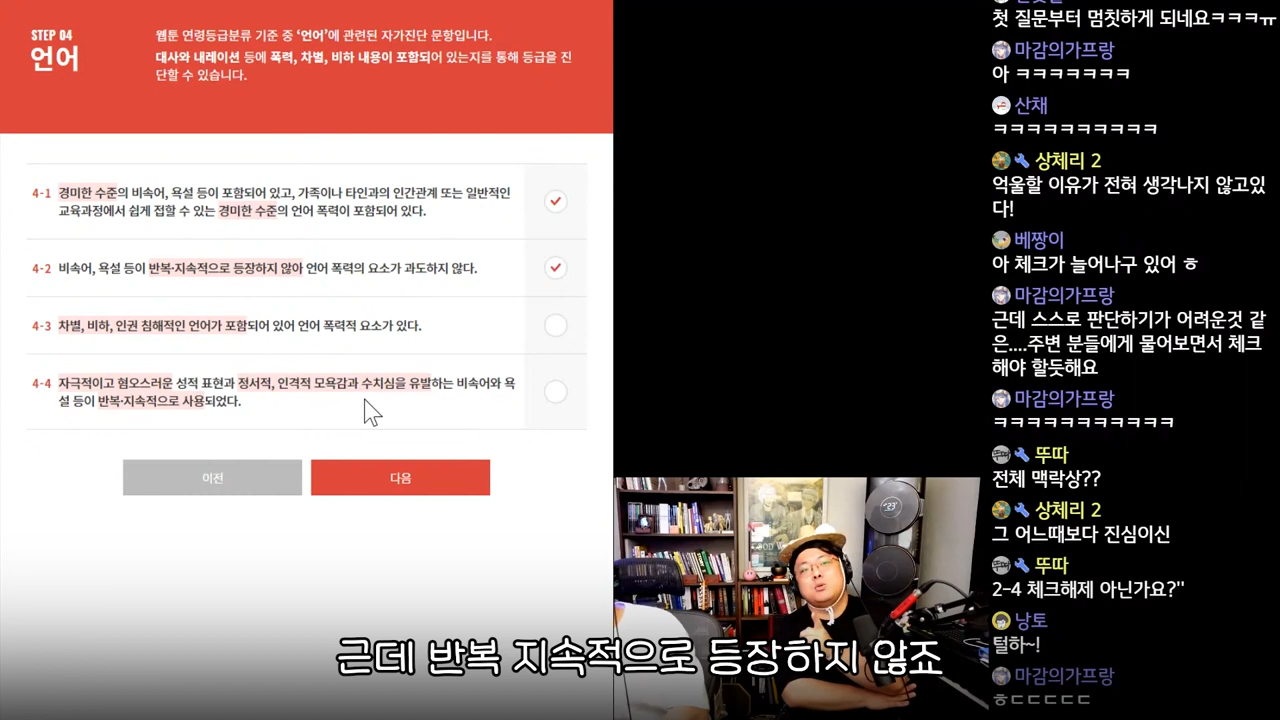 STEP 04
언어
웹툰 연령등급분류 기준 중 '언어'에 관련된 자가진단 문항입니다.
대사와 내레이션 등에 폭력, 차별, 비하 내용이 포함되어 있는지를 통해 등급을 진
단할 수 있습니다.
4-1 경미한 수준의 비속어, 욕설 등이 포함되어 있고, 가족이나 타인과의 인간관계 또는 일반적인
교육과정에서 쉽게 접할 수 있는 경미한 수준의 언어 폭력이 포함되어 있다.
4-2 비속어, 욕설 등이 반복·지속적으로 등장하지 않아 언어 폭력의 요소가 과도하지 않다.
4-3 차별, 비하, 인권 침해적인 언어가 포함되어 있어 언어 폭력적 요소가 있다.
4-4 자극적이고 혐오스러운 성적 표현과 정서적, 인격적 모욕감과 수치심을 유발하는 비속어와 욕
설 등이 반복·지속적으로 사용되었다.
이전
다음
첫 질문부터 멈칫하게 되네요ㅋㅋㅋㅠ
마감의가프랑
아 ㅋㅋㅋㅋㅋㅋㅋ
산채
ㅋㅋㅋㅋㅋㅋㅋㅋㅋㅋ
상체리 2
억울할 이유가 전혀 생각나지 않고있
다!
베짱이
아 체크가 늘어나구 있어 ㅎ
마감의가프랑
근데 스스로 판단하기가 어려운것 같
은....주변 분들에게 물어보면서 체크
해야 할듯해요
마감의가프랑
ㅋㅋㅋㅋㅋㅋㅋㅋㅋㅋㅋ
뚜따
전체 맥락상??
상체리 2
그 어느때보다 진심이신
뚜따
2-4 체크해제 아닌가요?"
낭토
털하~!
마감의가프랑
ㅎㄷㄷㄷㄷㄷ
23
GOOD
근데 반복 지속적으로 등장하지 않죠